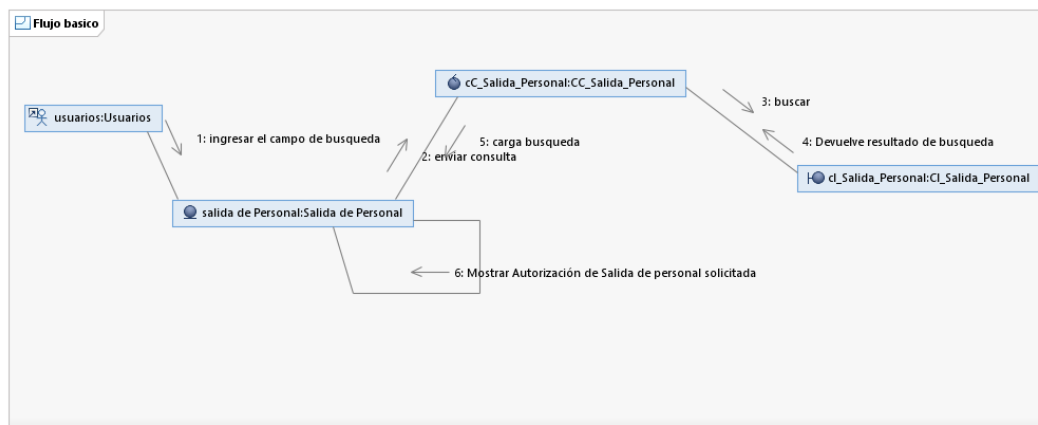 Flujo basico
cC_Salida_Personal:CC_Salida_Personal
usuarios:Usuarios
3: buscar
1: ingresar el campo de busqueda
5: carga busqueda
4: Devuelve resultado de busqueda
2: enviar consulta
cI_Salida_Personal:CI_Salida_Personal
salida de Personal:Salida de Personal
6: Mostrar Autorización de Salida de personal solicitada